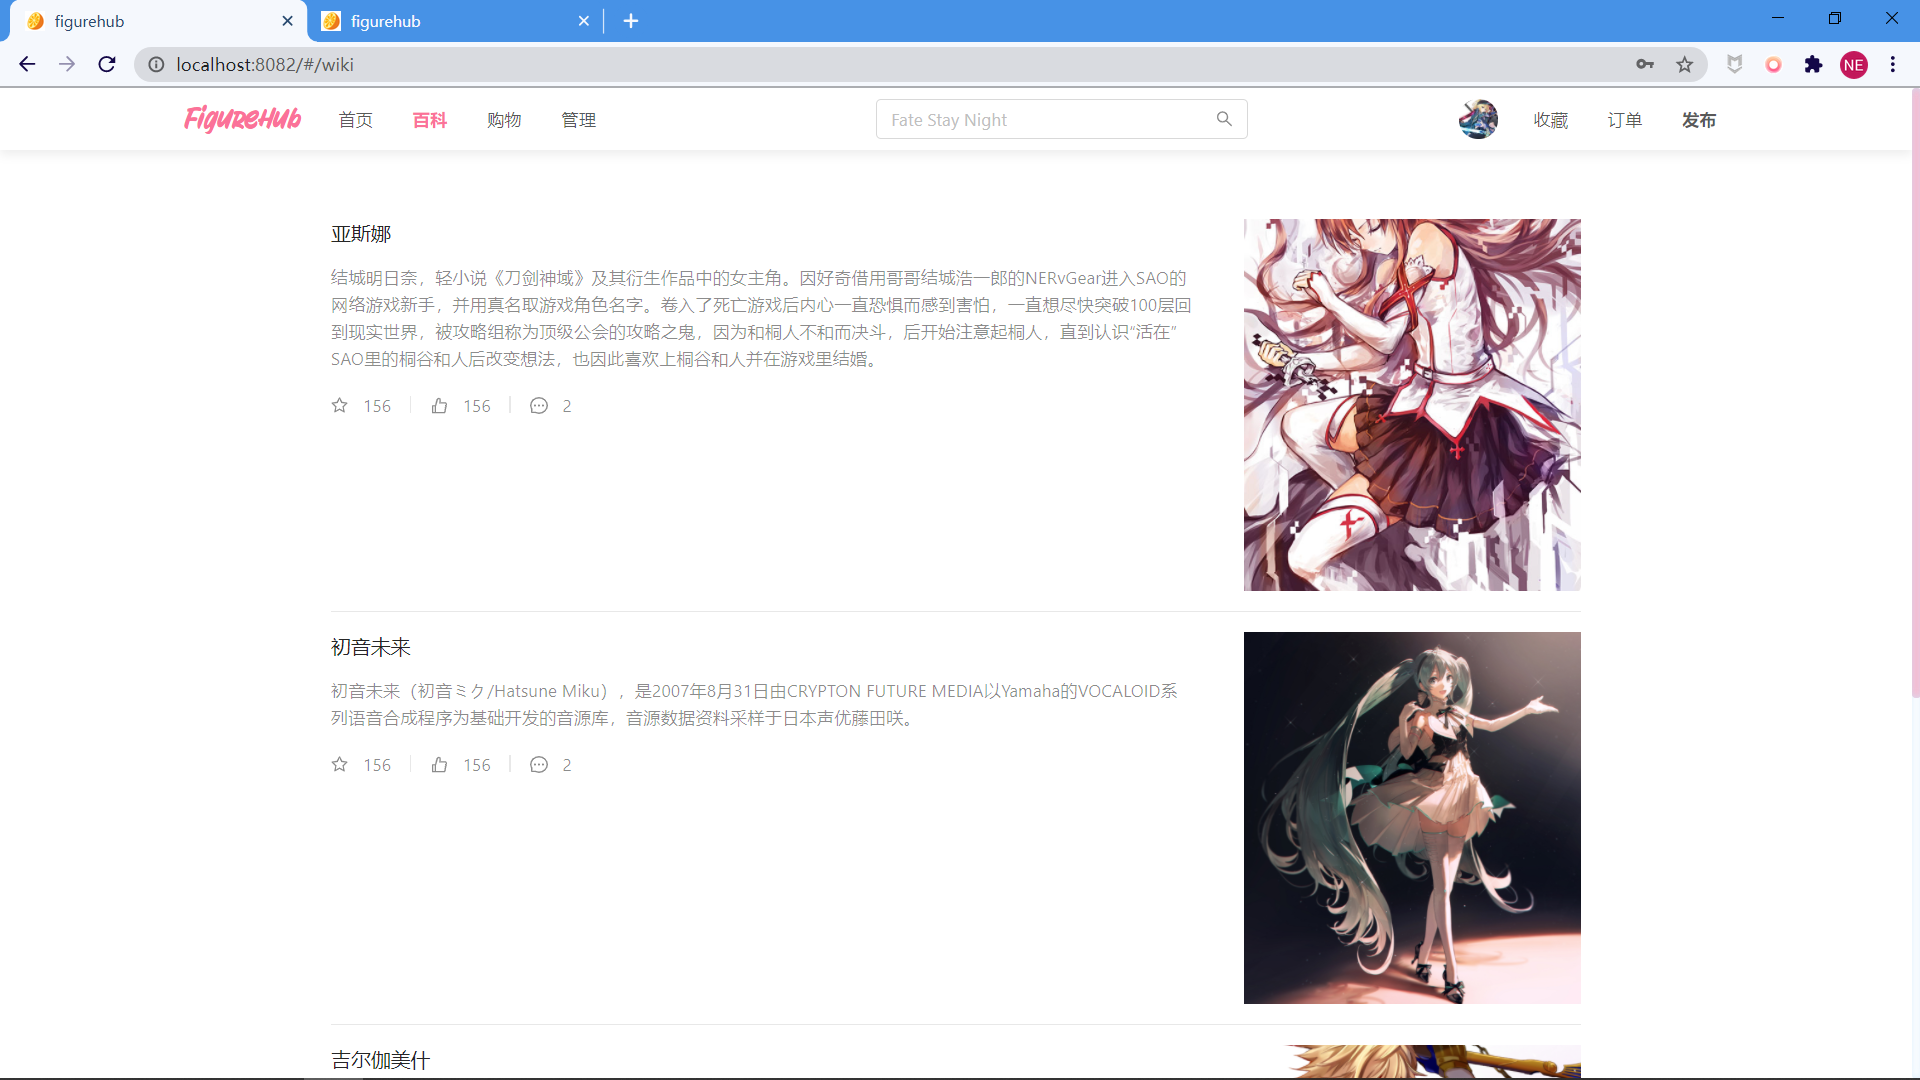 figurehub
figurehub
localhost:8082/#/wiki
NE
FigureHub 首页 百科 购物 管理 Fate Stay Night 收藏 订单 发布
亚斯娜
结城明日奈，轻小说《刀剑神域》及其衍生作品中的女主角。因好奇借用哥哥结城浩一郎的NERvGear进入SAO的
网络游戏新手，并用真名取游戏角色名字。卷入了死亡游戏后内心一直恐惧而感到害怕，一直想尽快突破100层回
到现实世界，被攻略组称为顶级公会的攻略之鬼，因为和桐人不和而决斗，后开始注意起桐人，直到认识“活在”
SAO里的桐谷和人后改变想法，也因此喜欢上桐谷和人并在游戏里结婚。
156 156 2
初音未来
初音未来（初音ミク/Hatsune Miku），是2007年8月31日由CRYPTON FUTURE MEDIA以Yamaha的VOCALOID系
列语音合成程序为基础开发的音源库，音源数据资料采样于日本声优藤田咲。
156 156 2
吉尔伽美什